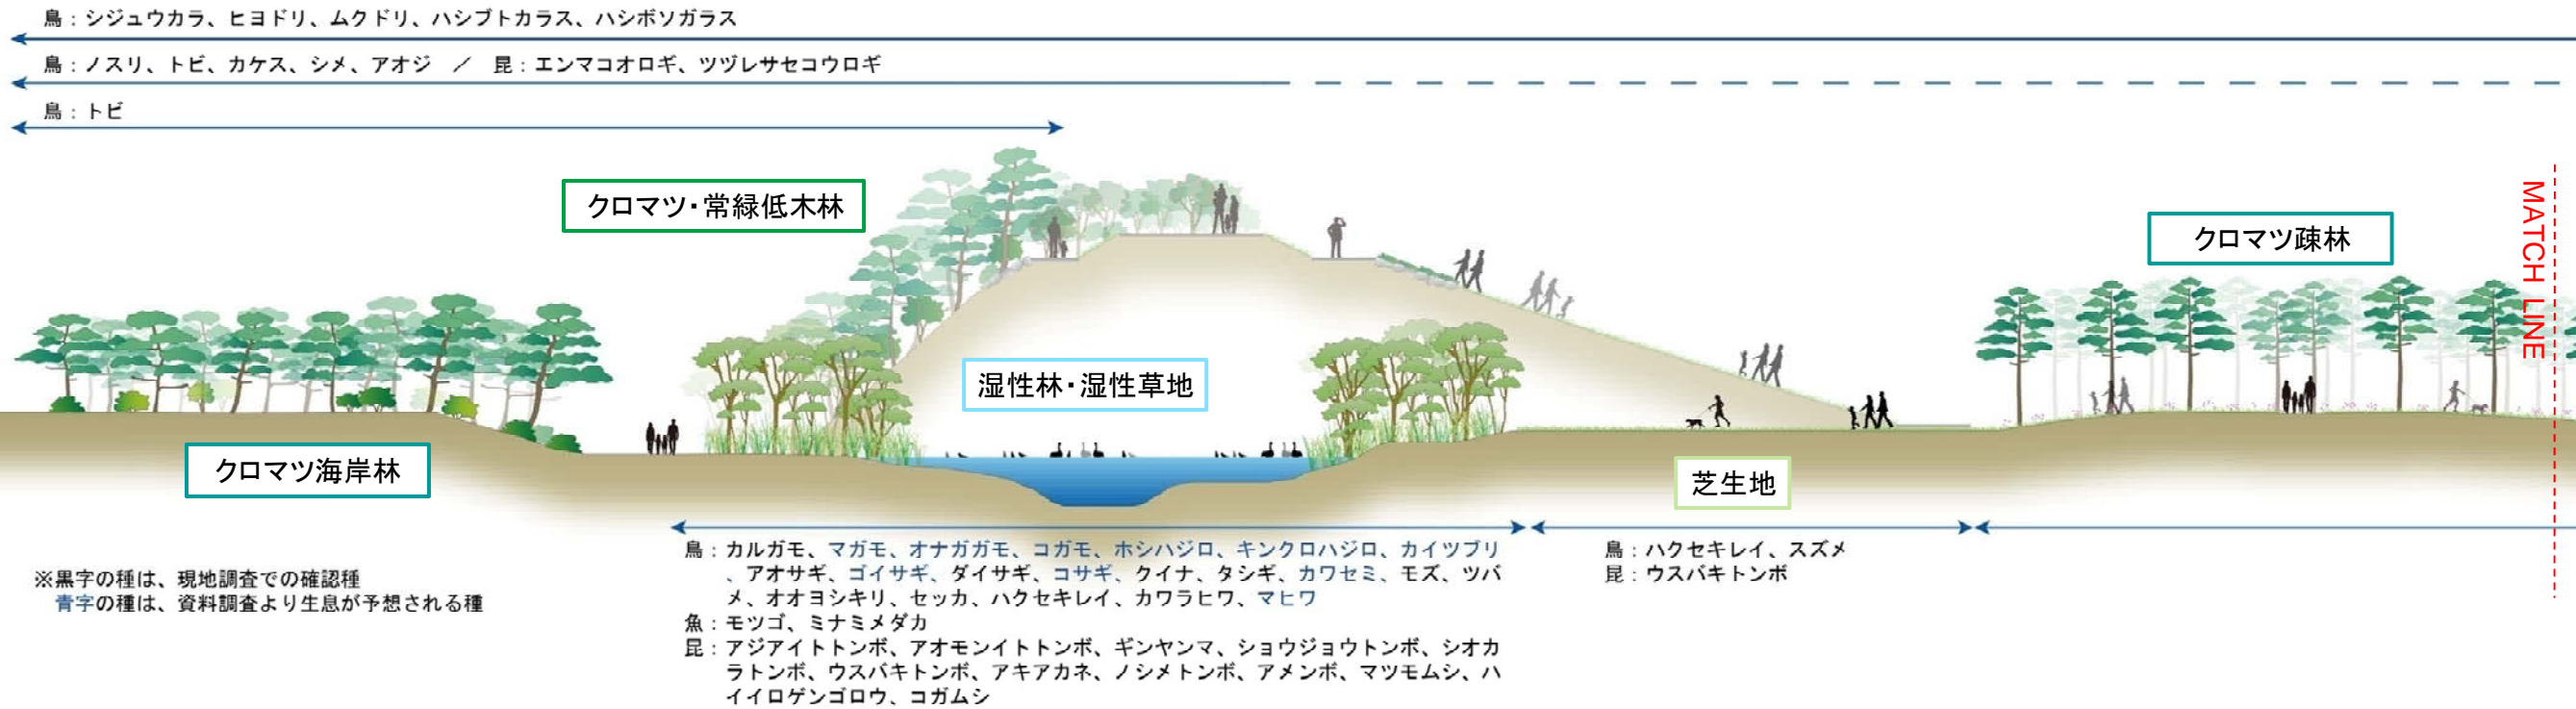 鳥：シジュウカラ、ヒヨドリ、ムクドリ、ハシブトカラス、ハシボソガラス
鳥：ノスリ、トビ、カケス、シメ、アオジ ／ 昆：エンマコオロギ、ツヅレサセコウロギ
鳥：トビ
クロマツ・常緑低木林
クロマツ疎林
MATCH LINE
湿性林・湿性草地
クロマツ海岸林
芝生地
※黒字の種は、現地調査での確認種
青字の種は、資料調査より生息が予想される種
鳥：カルガモ、マガモ、オナガガモ、コガモ、ホシハジロ、キンクロハジロ、カイツブリ
、アオサギ、ゴイサギ、ダイサギ、コサギ、クイナ、タシギ、カワセミ、モズ、ツバ
メ、オオヨシキリ、セッカ、ハクセキレイ、カワラヒワ、マヒワ
魚：モツゴ、ミナミメダカ
昆：アジアイトトンボ、アオモンイトトンボ、ギンヤンマ、ショウジョウトンボ、シオカ
ラトンボ、ウスバキトンボ、アキアカネ、ノシメトンボ、アメンボ、マツモムシ、ハ
イイロゲンゴロウ、コガムシ
鳥：ハクセキレイ、スズメ
昆：ウスバキトンボ